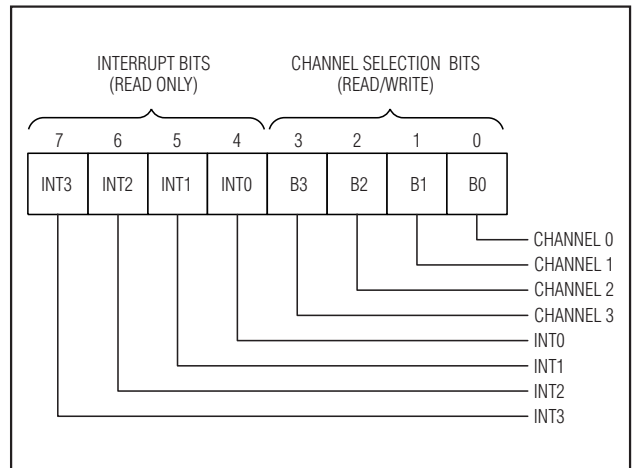 INTERRUPT BITS
(READ ONLY)
CHANNEL SELECTION BITS
(READ/WRITE)
7 6 5 4 3 2 1 0
INT3 INT2 INT1 INT0 B3 B2 B1 B0
CHANNEL 0
CHANNEL 1
CHANNEL 2
CHANNEL 3
INT0
INT1
INT2
INT3